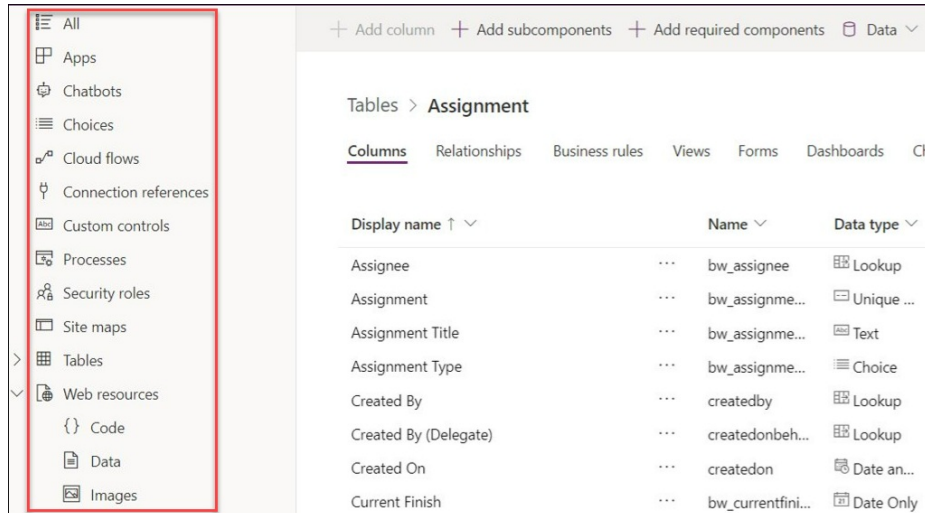 All
Apps
Chatbots
Choices
Cloud flows
Connection references
Custom controls
Processes
Security roles
Site maps
Tables
Web resources
{} Code
Data
Images
+ Add column + Add subcomponents + Add required components Data
Tables > Assignment
Columns Relationships Business rules Views Forms Dashboards Ch
Display name ↑ Name Data type
Assignee ... bw_assignee Lookup
Assignment ... bw_assignme... Unique ...
Assignment Title ... bw_assignme... Abc Text
Assignment Type ... bw_assignme... Choice
Created By ... createdby Lookup
Created By (Delegate) ... createdonbeh... Lookup
Created On ... createdon Date an...
Current Finish ... bw_currentfini... Date Only